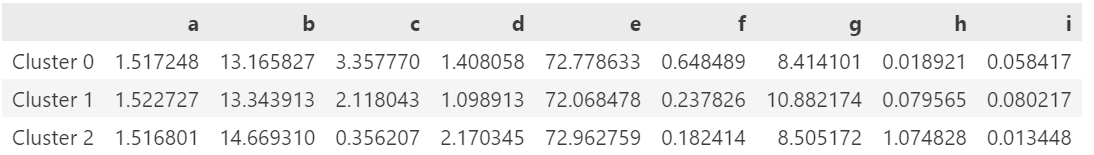 a b c d e f g h i
Cluster 0 1.517248 13.165827 3.357770 1.408058 72.778633 0.648489 8.414101 0.018921 0.058417
Cluster 1 1.522727 13.343913 2.118043 1.098913 72.068478 0.237826 10.882174 0.079565 0.080217
Cluster 2 1.516801 14.669310 0.356207 2.170345 72.962759 0.182414 8.505172 1.074828 0.013448